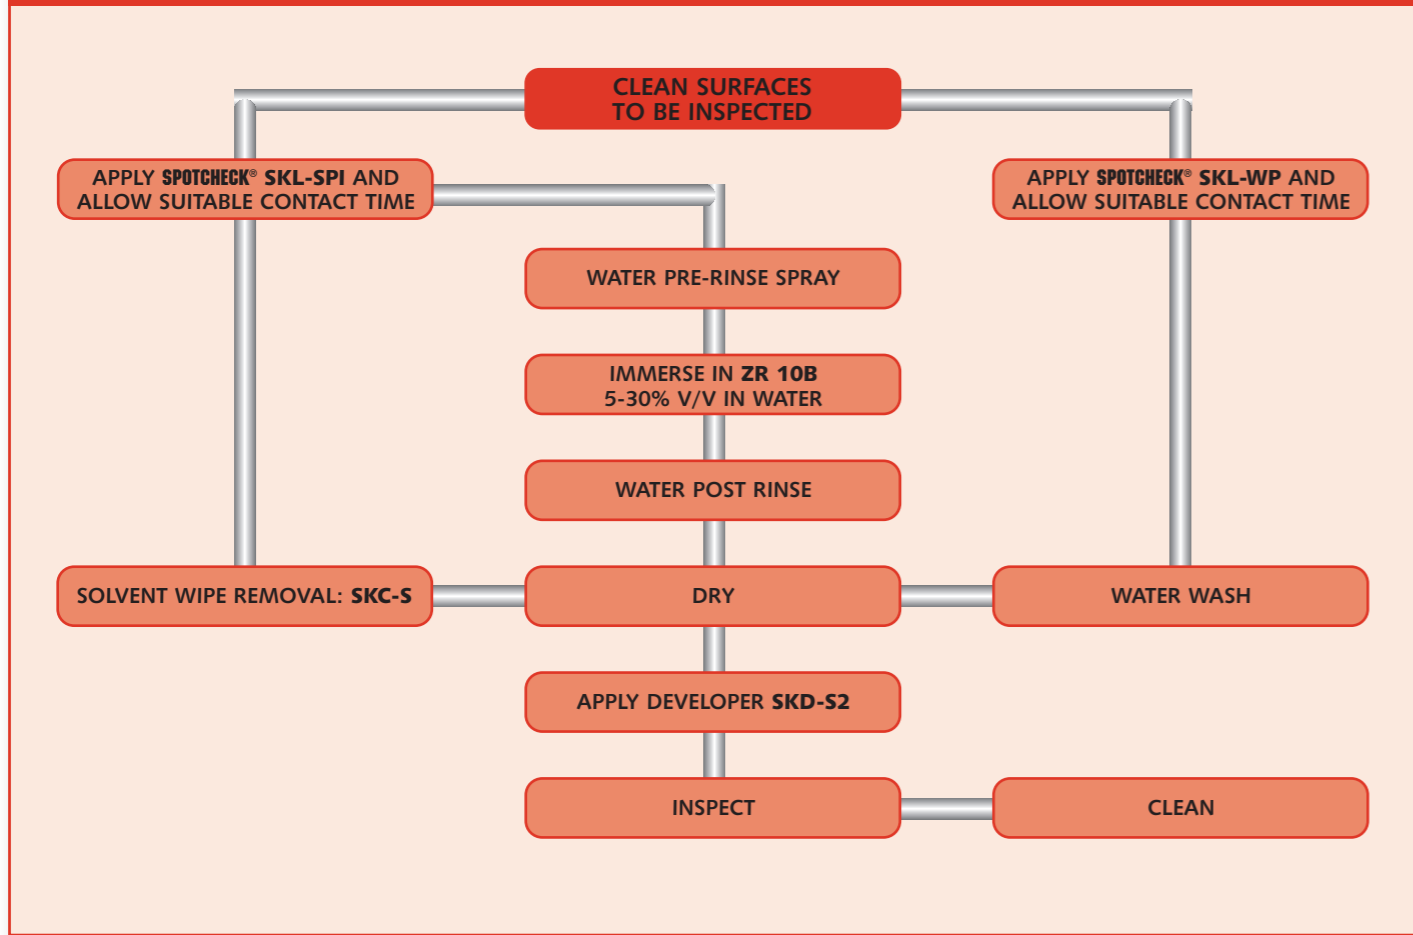 CLEAN SURFACES
TO BE INSPECTED
APPLY SPOTCHECK® SKL-SPI AND
ALLOW SUITABLE CONTACT TIME
APPLY SPOTCHECK® SKL-WP AND
ALLOW SUITABLE CONTACT TIME
WATER PRE-RINSE SPRAY
IMMERSE IN ZR 10B
5-30% V/V IN WATER
WATER POST RINSE
SOLVENT WIPE REMOVAL: SKC-S
DRY
WATER WASH
APPLY DEVELOPER SKD-S2
INSPECT
CLEAN